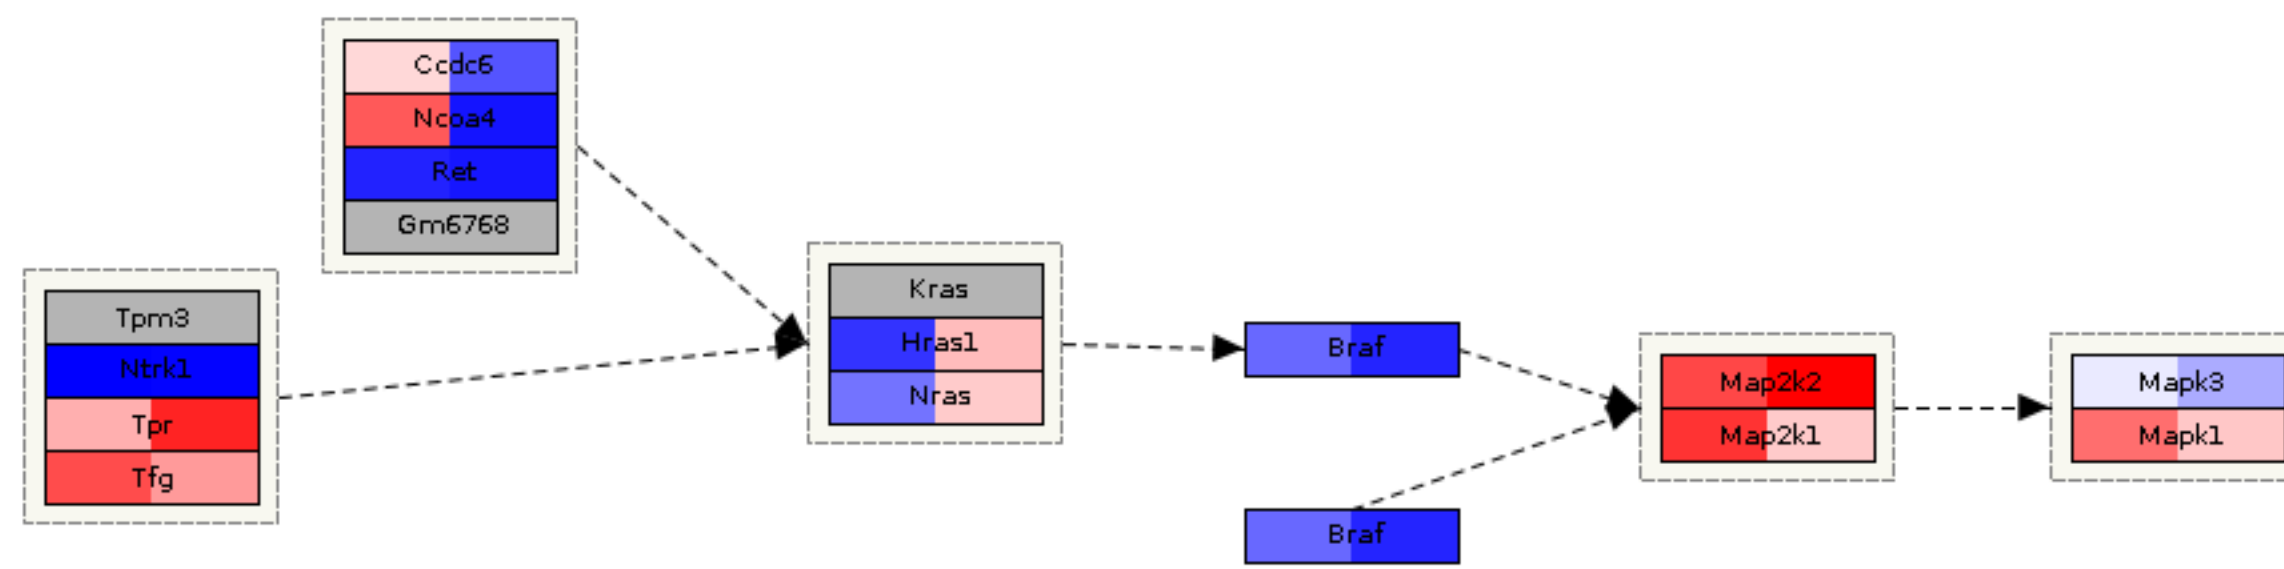 Ccdc6
Ncoa4
Ret
Gm6768
Tpm3
Ntrk1
Tpr
Tfg
Kras
Hras1
Nras
Braf
Braf
Map2k2
Map2k1
Mapk3
Mapk1